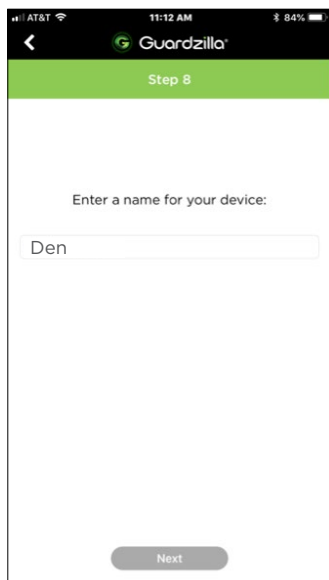 AT&T 11:12 AM 84%
Guardzilla®
Step 8
Enter a name for your device:
Den
Next